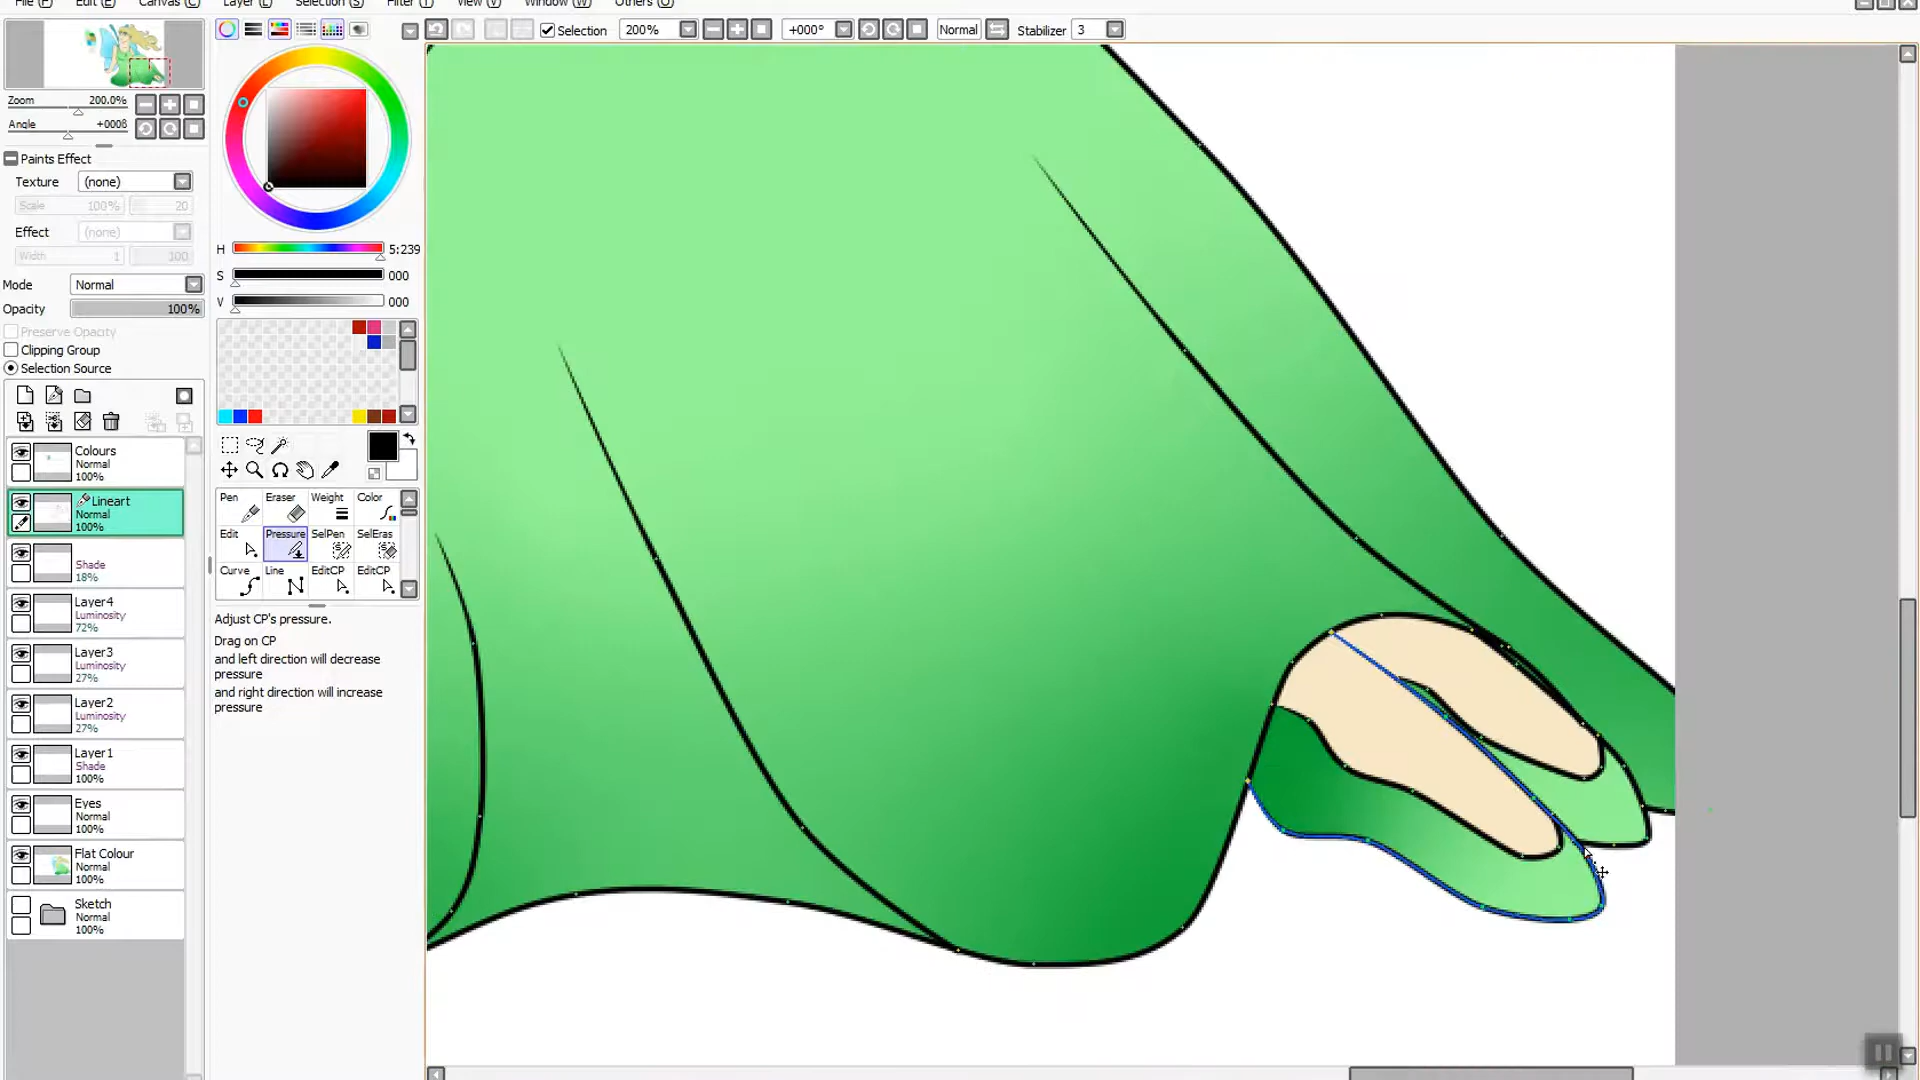 File (F) Edit (E) Canvas (C) Layer (L) Selection (S) Filter (T) View (V) Window (W) Others (O)
Selection 200% +000° Normal Stabilizer 3
Zoom 200.0%
Angle +000ß
Paints Effect
Texture (none)
Scale 100% 20
Effect (none)
Width 1 100
Mode Normal
Opacity 100%
Preserve Opacity
Clipping Group
Selection Source
Colours
Normal
100%
Lineart
Normal
100%
Shade
18%
Layer4
Luminosity
72%
Layer3
Luminosity
27%
Layer2
Luminosity
27%
Layer1
Shade
100%
Eyes
Normal
100%
Flat Colour
Normal
100%
Sketch
Normal
100%
H 5:239
S 000
V 000
Pen Eraser Weight Color
Edit Pressure SelPen SelEras
Curve Line EditCP EditCP
Adjust CP's pressure.
Drag on CP
and left direction will decrease
pressure
and right direction will increase
pressure